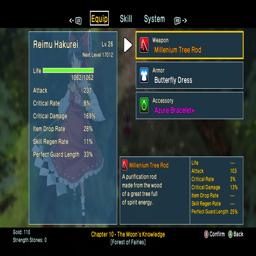 Equip Skill System
Reimu Hakurei Lv 26
Next Level 17012
Life
1062/1062
Attack 231
Critical Rate 8%
Critical Damage 163%
Item Drop Rate 28%
Skill Regen Rate 11%
Perfect Guard Length 33%
Weapon
Millenium Tree Rod
Armor
Butterfly Dress
Accessory
Azure Bracelet+
Millenium Tree Rod
A purification rod
made from the wood
of a great tree full
of spirit energy.
Life ---
Attack 103
Critical Rate 3%
Critical Damage 13%
Item Drop Rate ---
Skill Regen Rate ---
Perfect Guard Length 25%
Gold: 110
Strength Stones: 0
Chapter 10 - The Moon's Knowledge
[Forest of Fairies]
Confirm Back